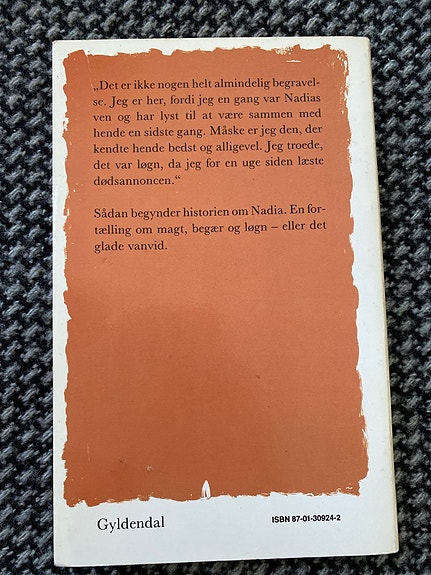 „Det er ikke nogen helt almindelig begravel-
se. Jeg er her, fordi jeg en gang var Nadias
ven og har lyst til at være sammen med
hende en sidste gang. Måske er jeg den, der
kendte hende bedst og alligevel. Jeg troede,
det var løgn, da jeg for en uge siden læste
dødsannoncen.“
Sådan begynder historien om Nadia. En for-
tælling om magt, begær og løgn – eller det
glade vanvid.
Gyldendal
ISBN 87-01-30924-2